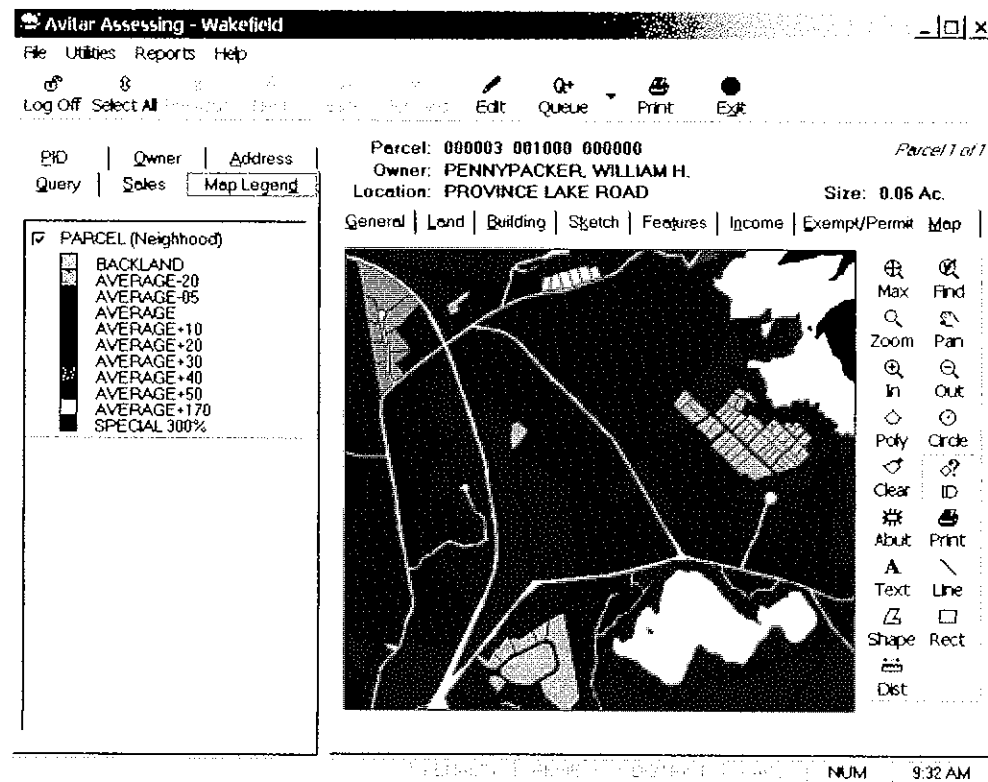 Avitar Assessing - Wakefield
File Utilities Reports Help
Log Off Select All Edit Queue Print Exit
PID Owner Address
Query Sales Map Legend
PARCEL (Neighhood)
BACKLAND
AVERAGE-20
AVERAGE-05
AVERAGE
AVERAGE+10
AVERAGE+20
AVERAGE+30
AVERAGE+40
AVERAGE+50
AVERAGE+170
SPECIAL 300%
Parcel: 000003 001000 000000 Parcel 1 of 1
Owner: PENNYPACKER, WILLIAM H.
Location: PROVINCE LAKE ROAD Size: 0.06 Ac.
General Land Building Sketch Features Income Exempt/Permit Map
Max Find
Zoom Pan
In Out
Poly Circle
Clear ID
Abut Print
A
Text Line
Shape Rect
Dist
NUM 9:32 AM